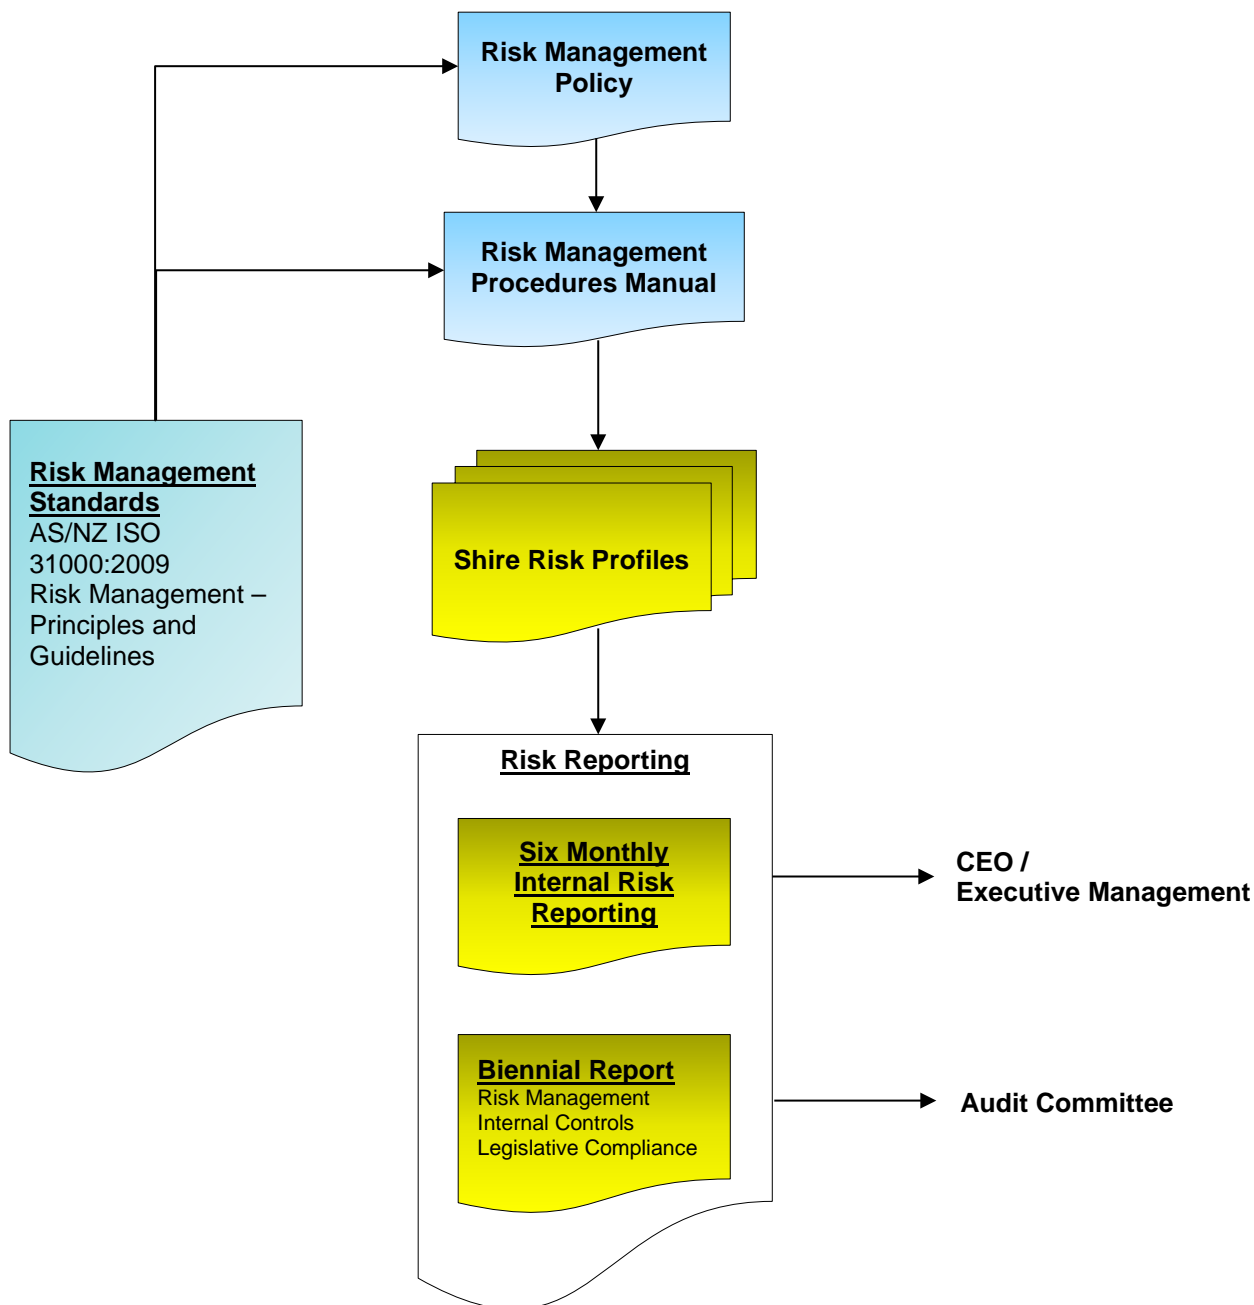 Risk Management
Policy
Risk Management
Procedures Manual
Risk Management
Standards
AS/NZ ISO
31000:2009
Risk Management –
Principles and
Guidelines
Shire Risk Profiles
Risk Reporting
Six Monthly
Internal Risk
Reporting
CEO /
Executive Management
Biennial Report
Risk Management
Internal Controls
Legislative Compliance
Audit Committee